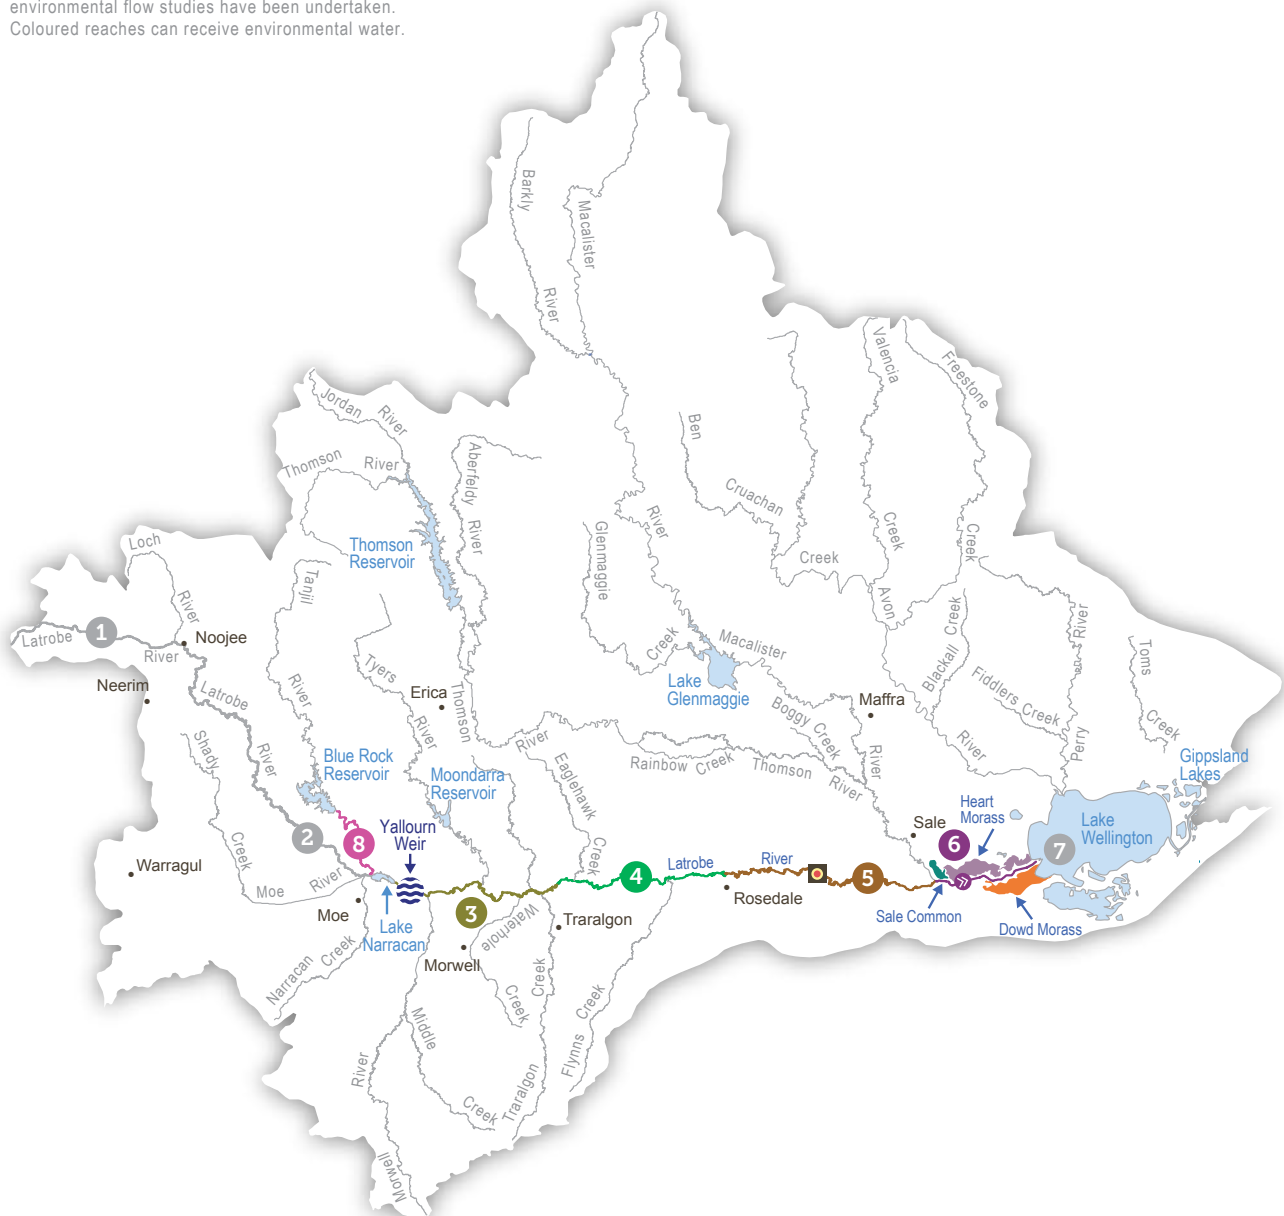 environmental flow studies have been undertaken.
Coloured reaches can receive environmental water.
Barkly
River
Macalister
River
Valencia
Creek
Freestone
Creek
Jordan
River
Thomson
River
Aberfeldy
River
Ben
Cruachan
Creek
Loch
River
Thomson
Reservoir
Glenmaggie
Creek
Tanjil
River
Avon
River
Blackall Creek
Perry
River
Toms
Creek
Latrobe
1
River
Noojee
Neerim
Latrobe
River
Tyers
River
Erica
Thomson
River
Macalister
River
Lake
Glenmaggie
Boggy
Creek
Maffra
Fiddlers Creek
Shady
Creek
Blue Rock
Reservoir
Moondarra
Reservoir
Eaglehawk
Creek
Rainbow
Creek
Thomson
River
Gippsland
Lakes
2
8
Yallourn
Weir
Warragul
Moe
River
Moe
Lake
Narracan
3
4
Latrobe
River
Rosedale
5
Sale
6
Heart
Morass
7
Lake
Wellington
Sale Common
Dowd Morass
Narracan
Creek
Morwell
Waterhole
Creek
Traralgon
Traralgon
Creek
Flynns
Creek
Middle
Creek
Morwell
River